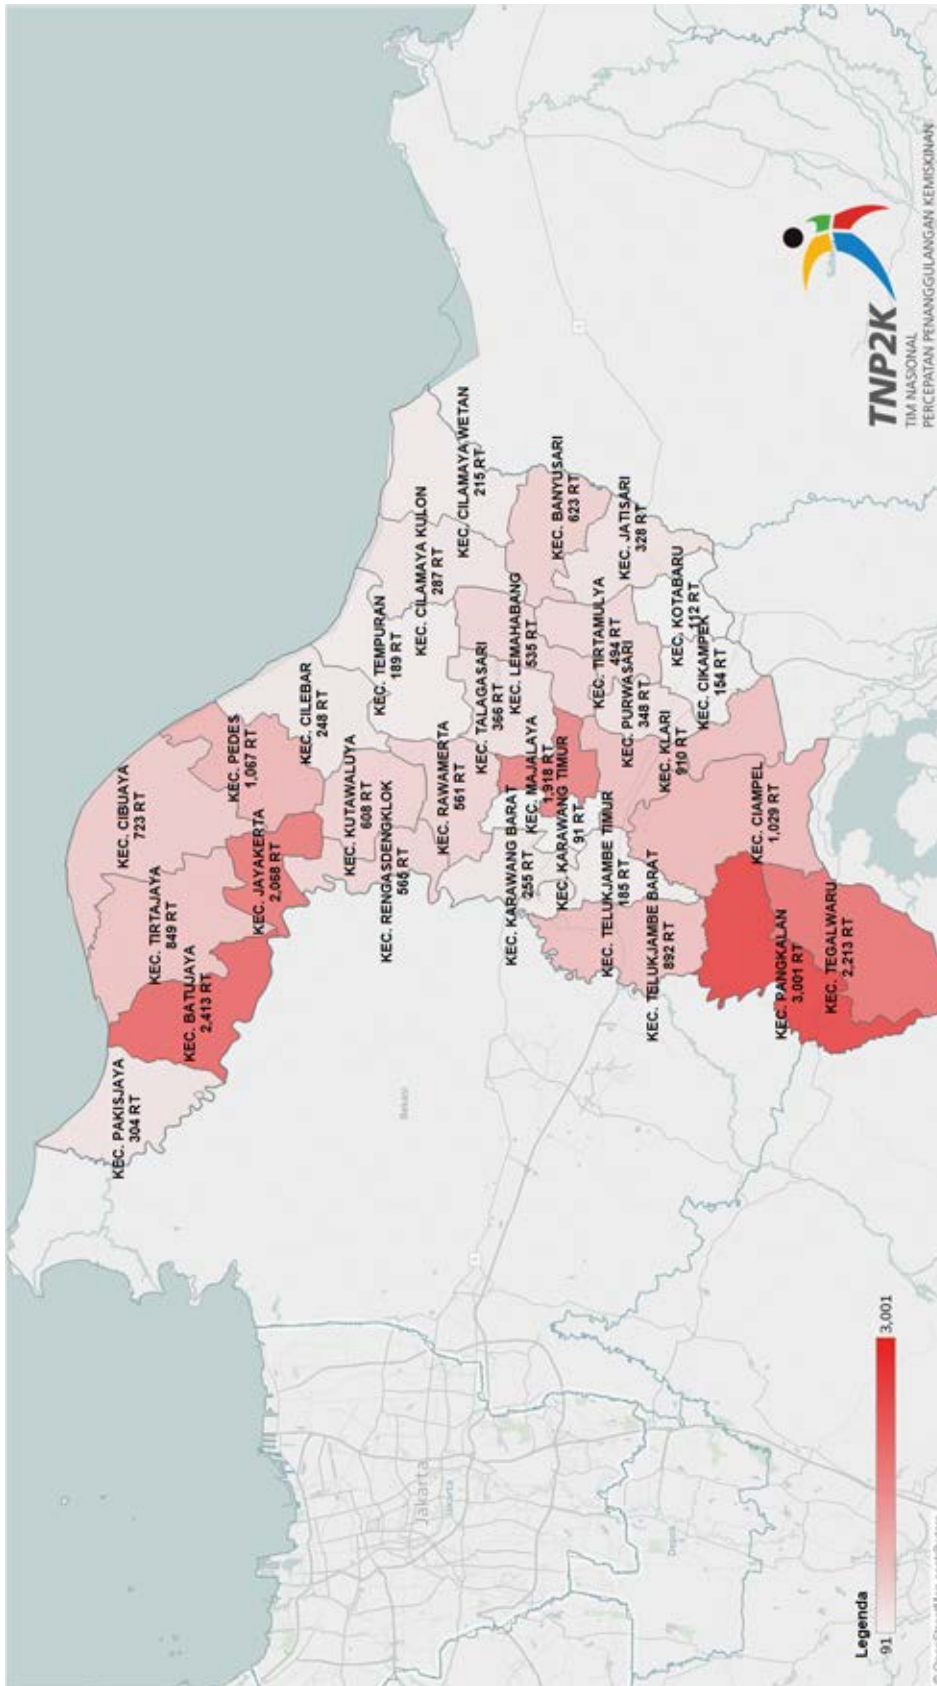 KEC. PAKISJAYA
304 RT
KEC. BATUJAYA
2,413 RT
KEC. TIRTAJAYA
849 RT
KEC. CIBUAYA
723 RT
KEC. JAYAKERTA
2,068 RT
KEC. PEDES
1,067 RT
KEC. CILEBAR
248 RT
KEC. KUTAWALUYA
608 RT
KEC. RENGASDENGKLOK
565 RT
KEC. TEMPURAN
189 RT
KEC. CILAMAYA KULON
287 RT
KEC. CILAMAYA WETAN
215 RT
KEC. RAWAMERTA
561 RT
KEC. TALAGASARI
366 RT
KEC. LEMAHABANG
535 RT
KEC. BANYUSARI
623 RT
KEC. KARAWANG BARAT
255 RT
KEC. MAJALAYA
1,918 RT
KEC. KARAWANG TIMUR
91 RT
KEC. TIRTAMULYA
494 RT
KEC. JATISARI
328 RT
KEC. TELUKJAMBE TIMUR
185 RT
KEC. PURWASARI
348 RT
KEC. KOTABARU
112 RT
KEC. TELUKJAMBE BARAT
892 RT
KEC. KLARI
910 RT
KEC. CIKAMPEK
154 RT
KEC. CIAMPEL
1,029 RT
KEC. PANGKALAN
3,001 RT
KEC. TEGALWARU
2,213 RT
Bekasi
Jakarta
Jakarta
Depok
Legenda
91
3,001
TNP2K
TIM NASIONAL
PERCEPATAN PENANGGULANGAN KEMISKINAN